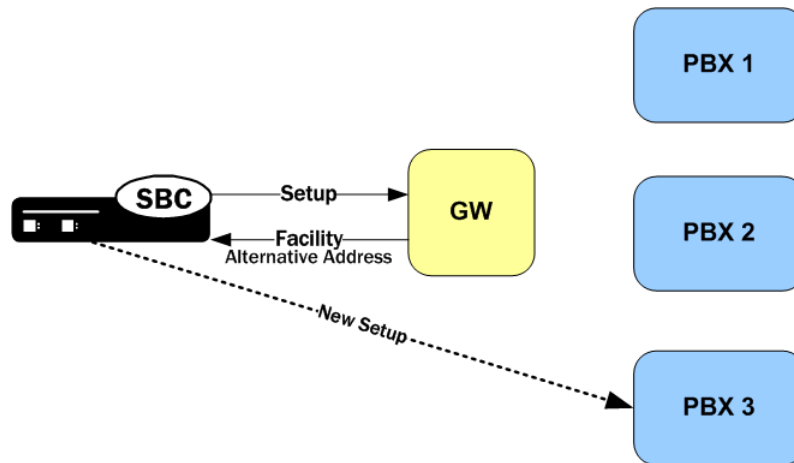 PBX 1
SBC
Setup
GW
Facility
Alternative Address
PBX 2
New Setup
PBX 3